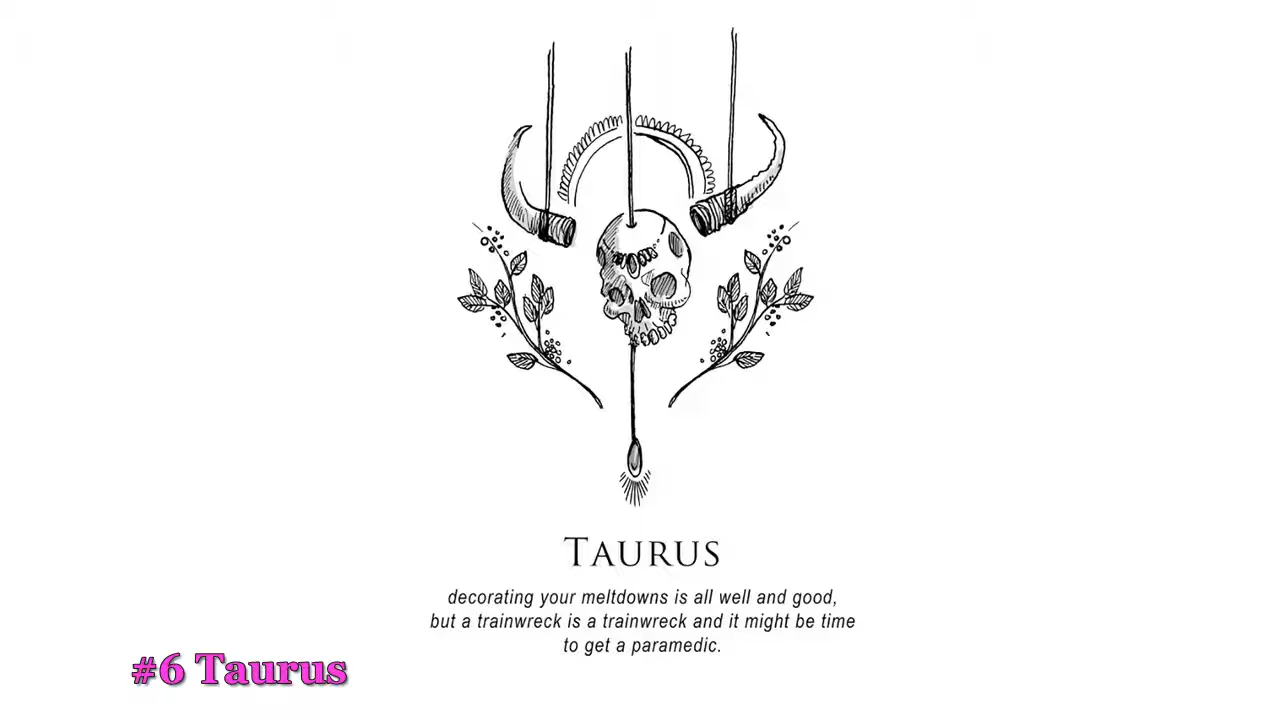 TAURUS
decorating your meltdowns is all well and good,
but a trainwreck is a trainwreck and it might be time
to get a paramedic.
#6 Taurus